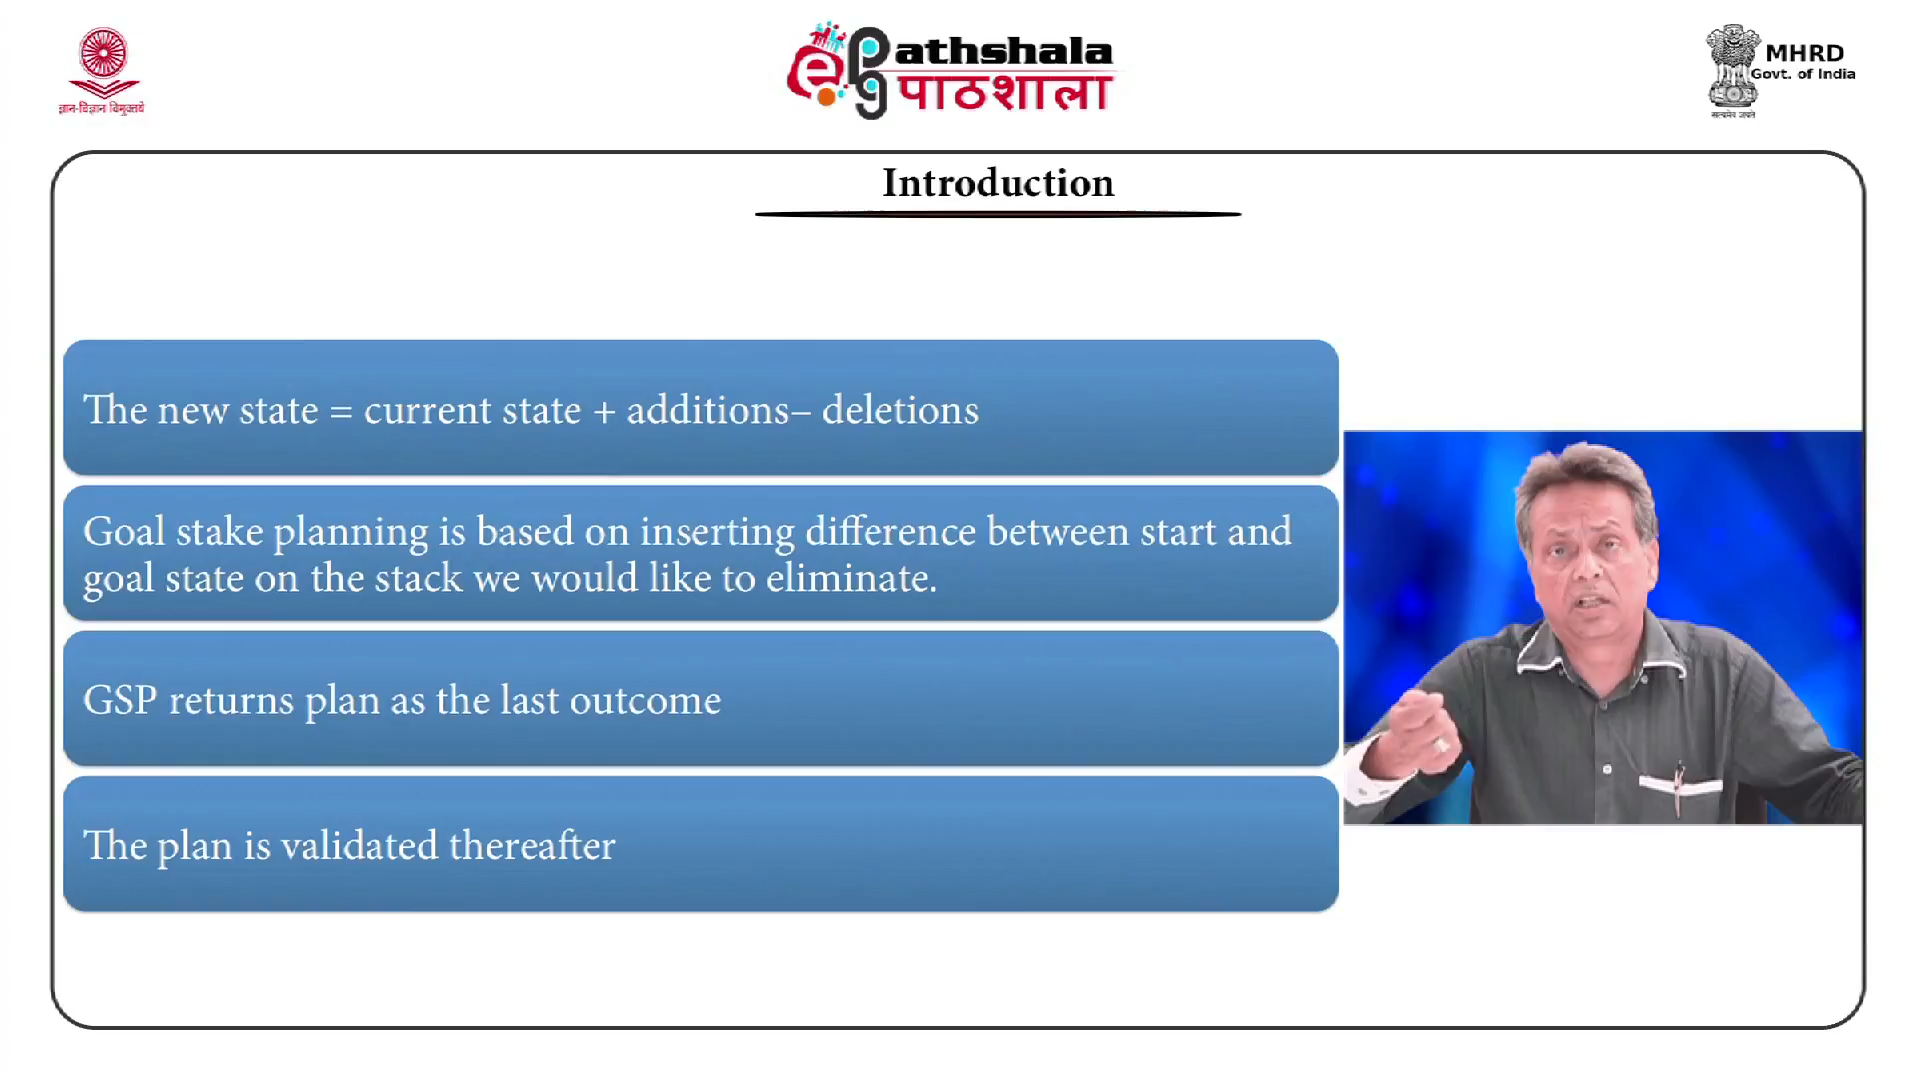 ज्ञान-विज्ञान विमुक्तये
e pg
athshala
पाठशाला
MHRD
Govt. of India
सत्यमेव जयते
Introduction
The new state = current state + additions– deletions
Goal stake planning is based on inserting difference between start and
goal state on the stack we would like to eliminate.
GSP returns plan as the last outcome
The plan is validated thereafter